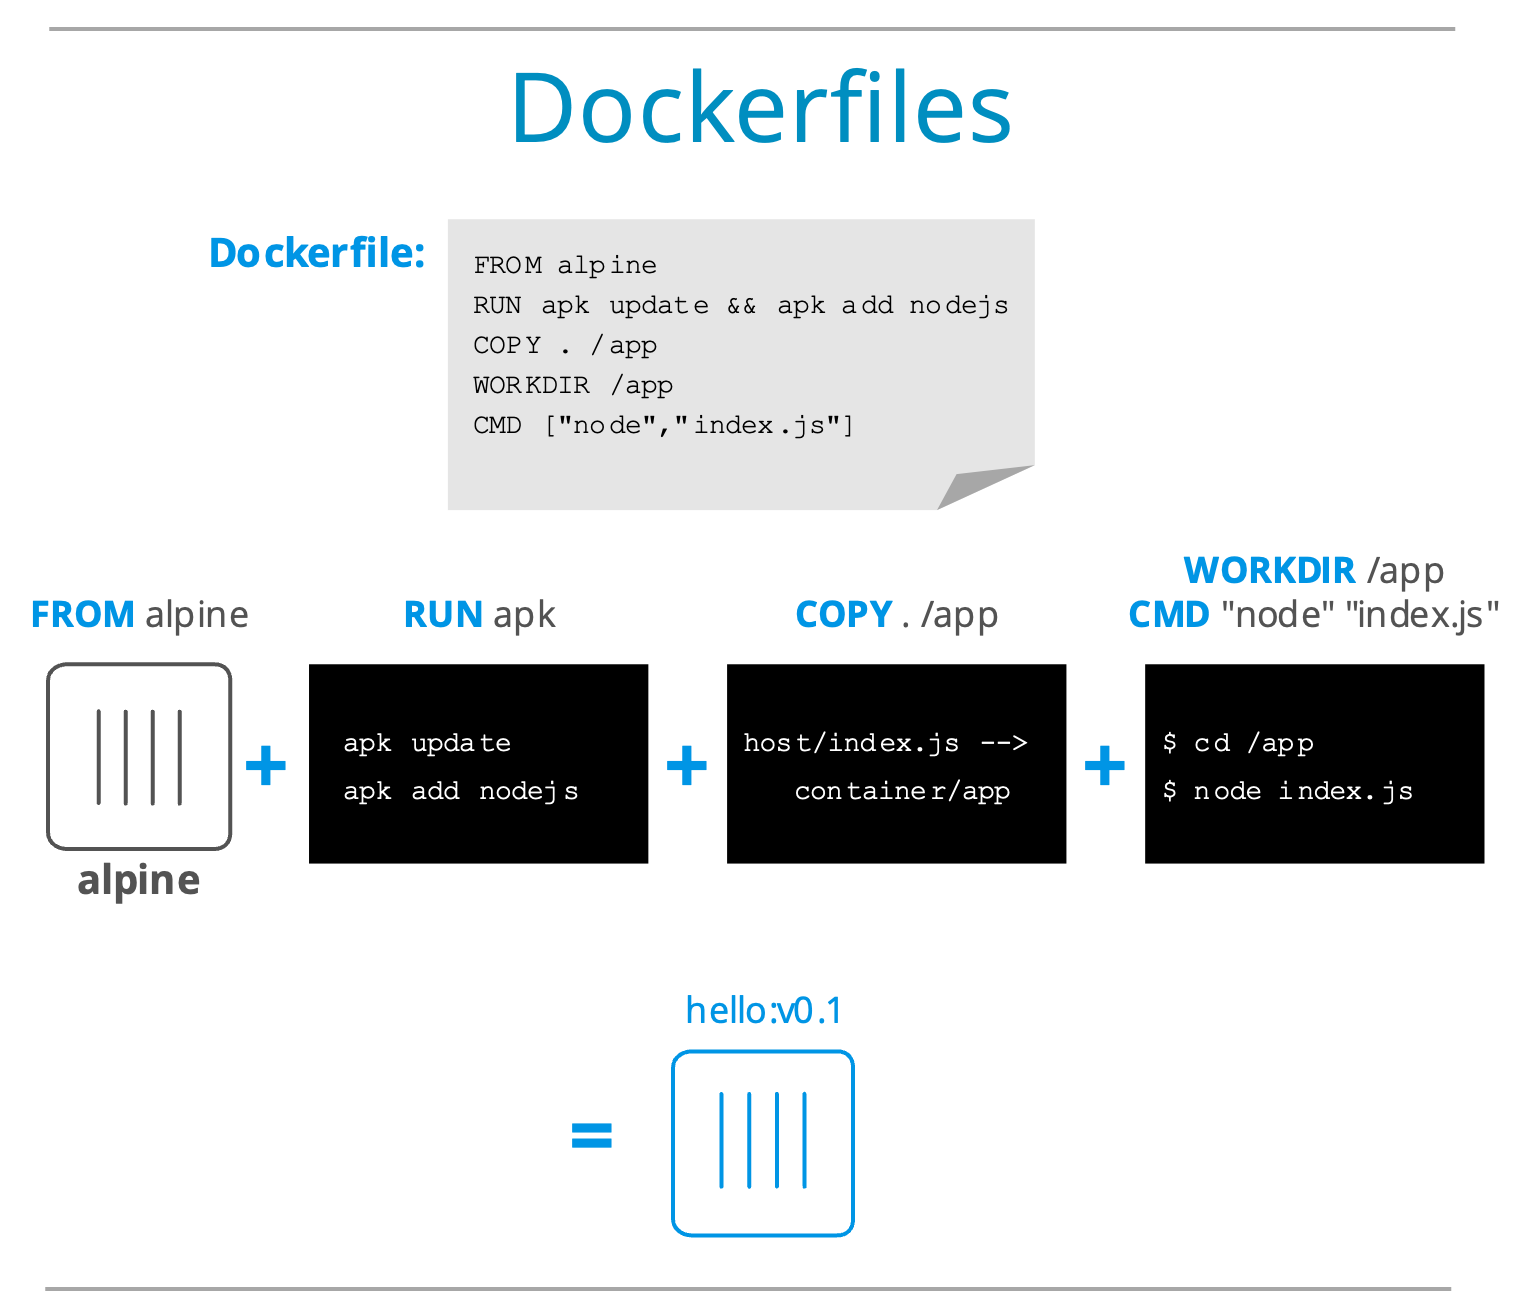 Dockerfiles
Dockerfile:
FROM alpine
RUN apk update && apk add nodejs
COPY . /app
WORKDIR /app
CMD ["node","index.js"]
FROM alpine
alpine
RUN apk
apk update
apk add nodejs
COPY . /app
host/index.js -->
container/app
WORKDIR /app
CMD "node" "index.js"
$ cd /app
$ node index.js
+
+
+
=
hello:v0.1